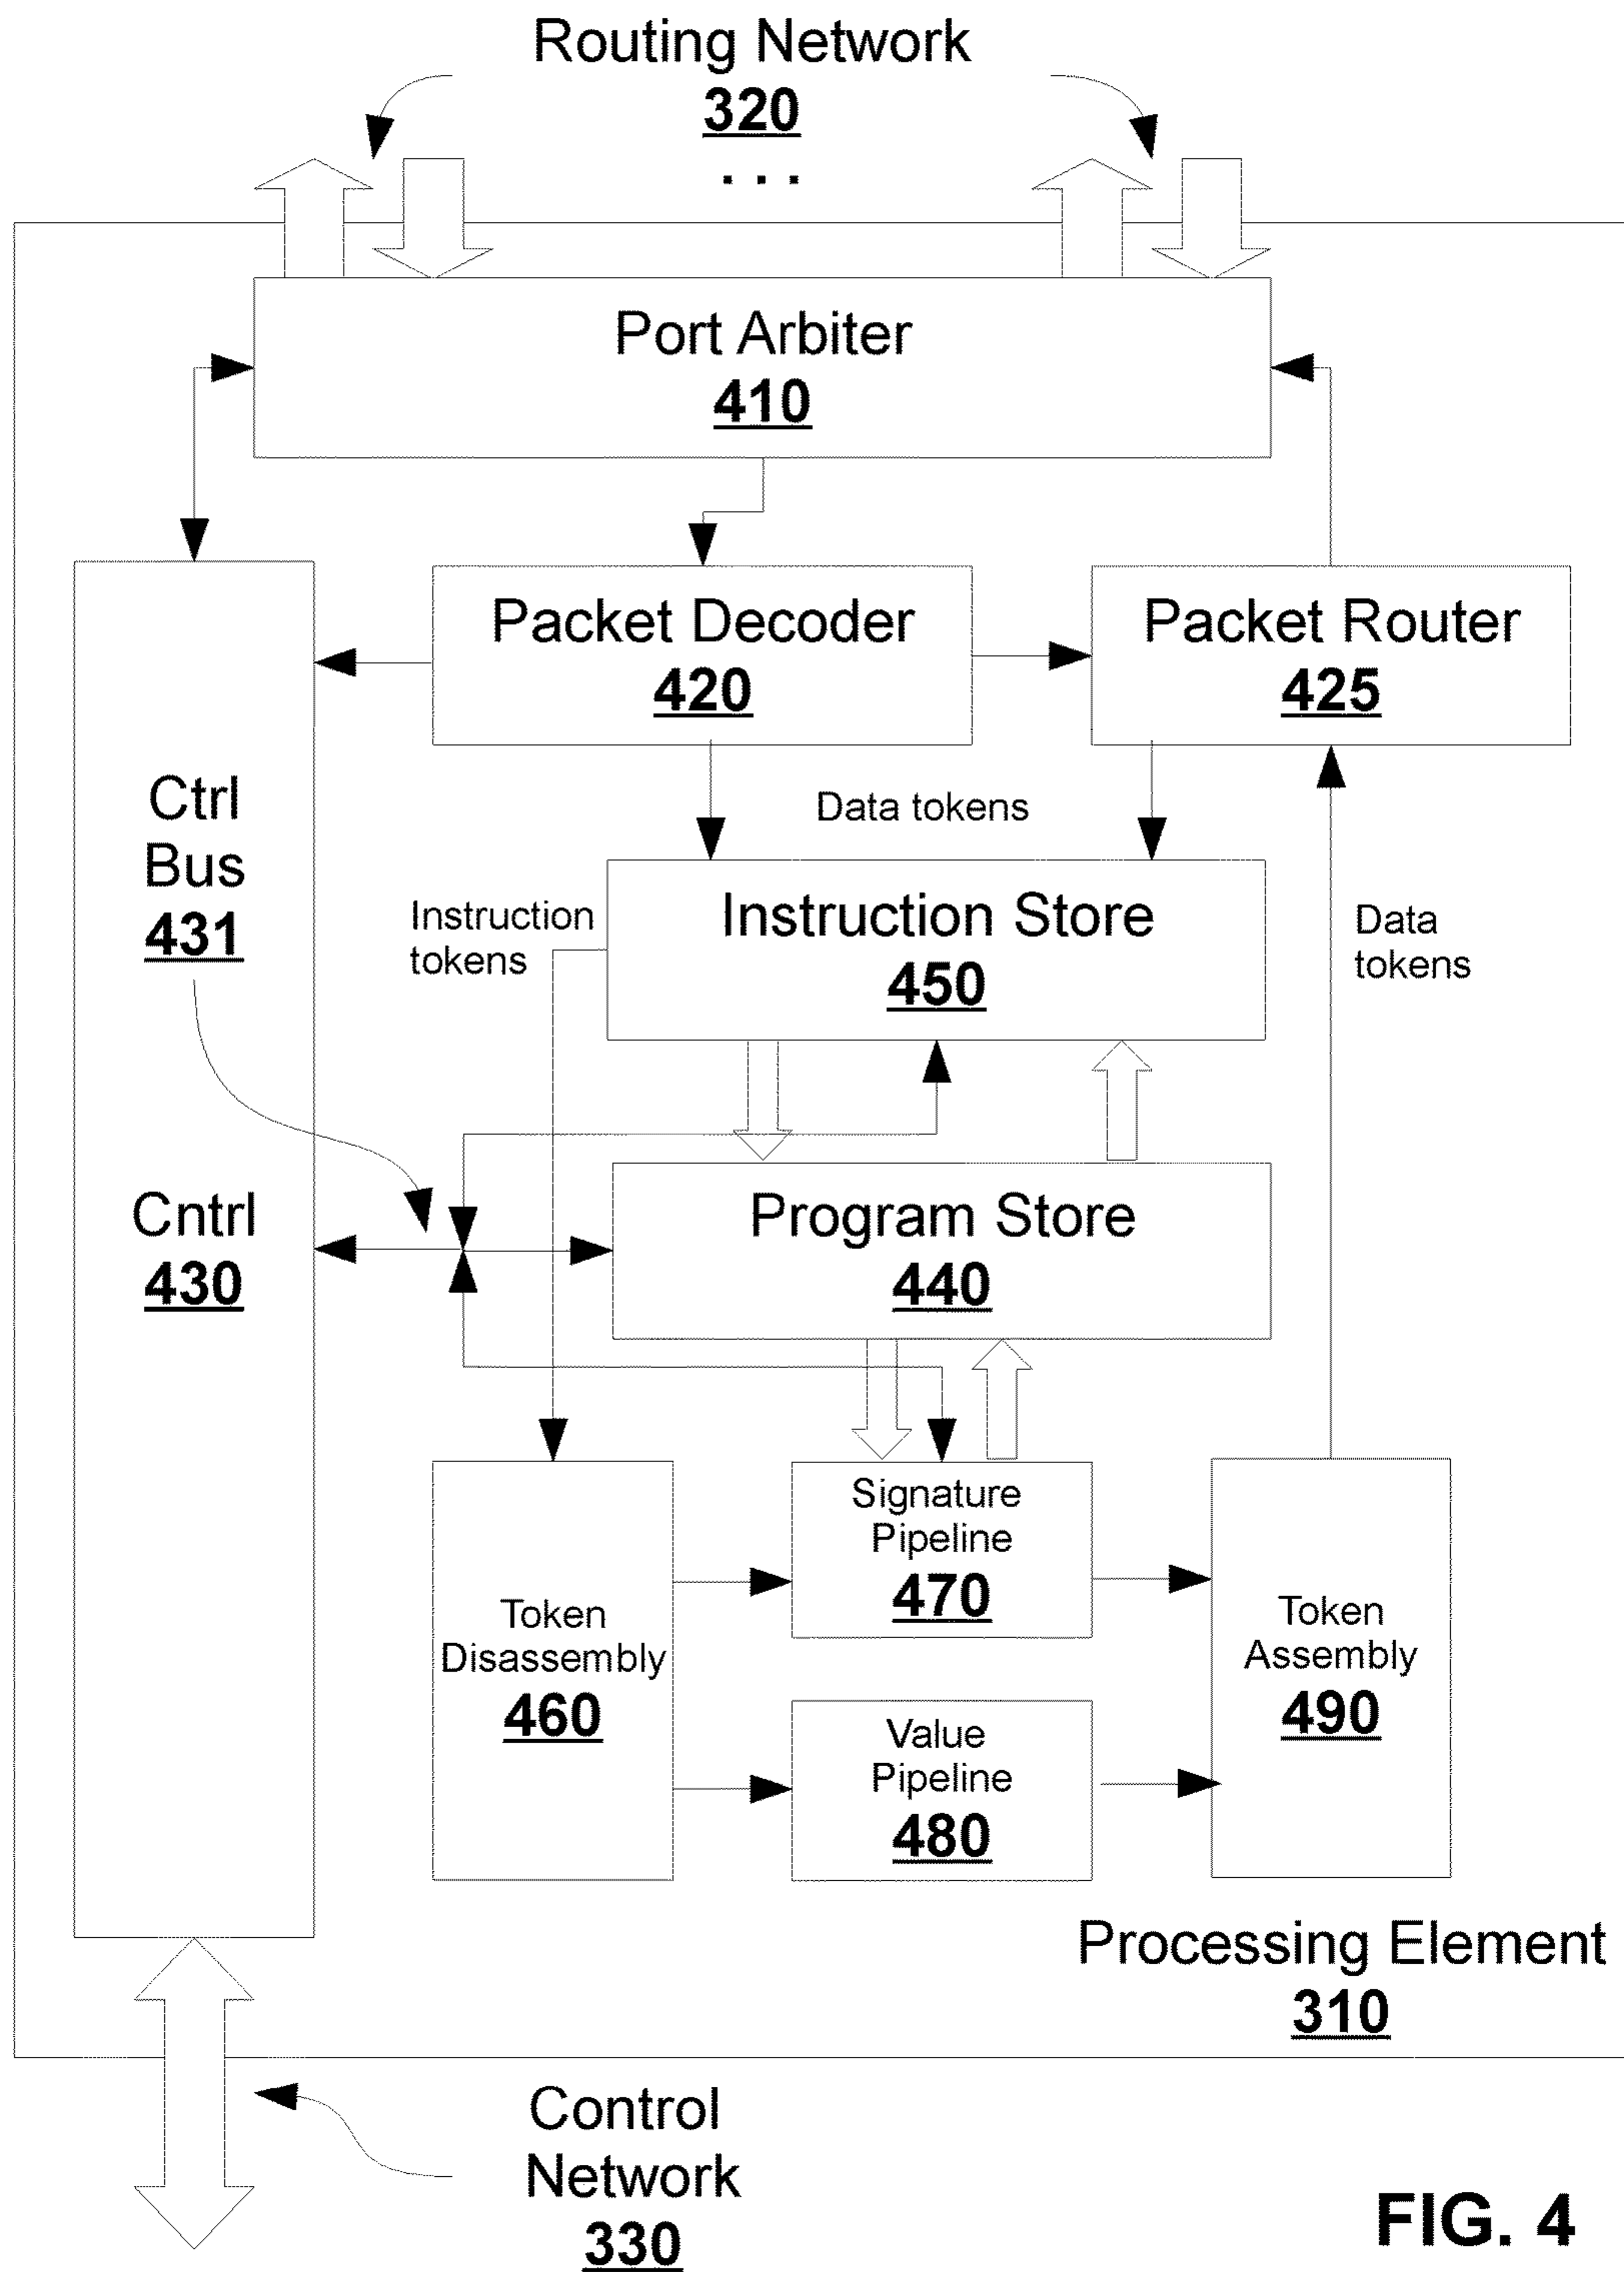 Routing Network
320
. . .
Port Arbiter
410
Packet Decoder
420
Packet Router
425
Ctrl
Bus
431
Data tokens
Instruction
tokens
Instruction Store
450
Data
tokens
Cntrl
430
Program Store
440
Signature
Pipeline
470
Token
Disassembly
460
Token
Assembly
490
Value
Pipeline
480
Processing Element
310
Control
Network
330
FIG. 4